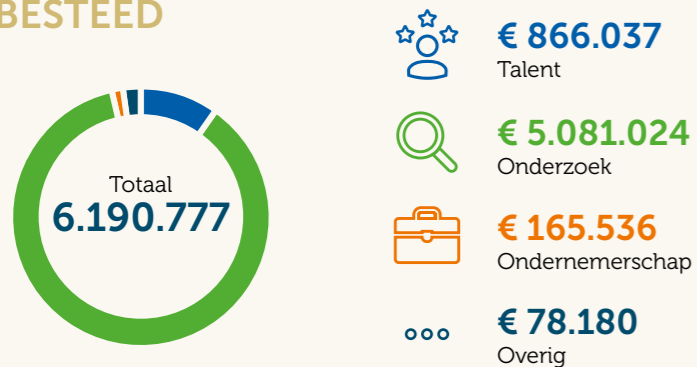 BESTEED
Totaal
6.190.777
€ 866.037
Talent
€ 5.081.024
Onderzoek
€ 165.536
Ondernemerschap
€ 78.180
Overig